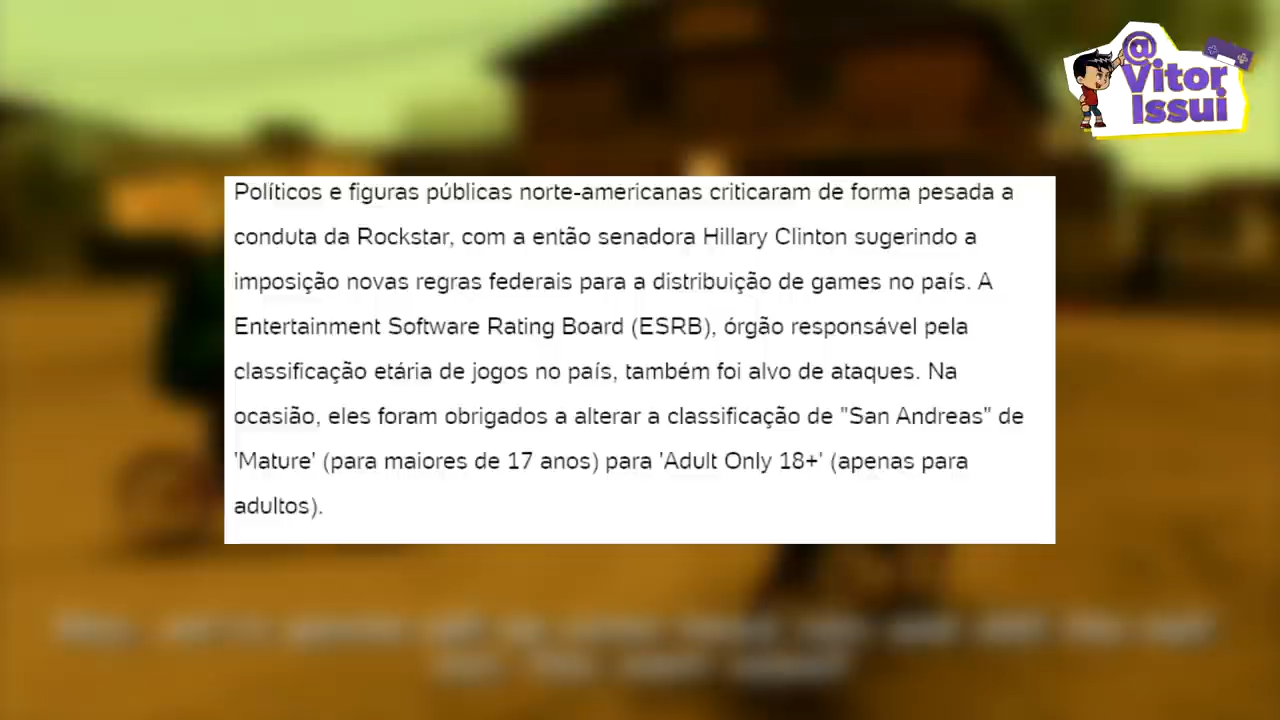 @
Vitor
Issui
Políticos e figuras públicas norte-americanas criticaram de forma pesada a
conduta da Rockstar, com a então senadora Hillary Clinton sugerindo a
imposição novas regras federais para a distribuição de games no país. A
Entertainment Software Rating Board (ESRB), órgão responsável pela
classificação etária de jogos no país, também foi alvo de ataques. Na
ocasião, eles foram obrigados a alterar a classificação de "San Andreas" de
'Mature' (para maiores de 17 anos) para 'Adult Only 18+' (apenas para
adultos).